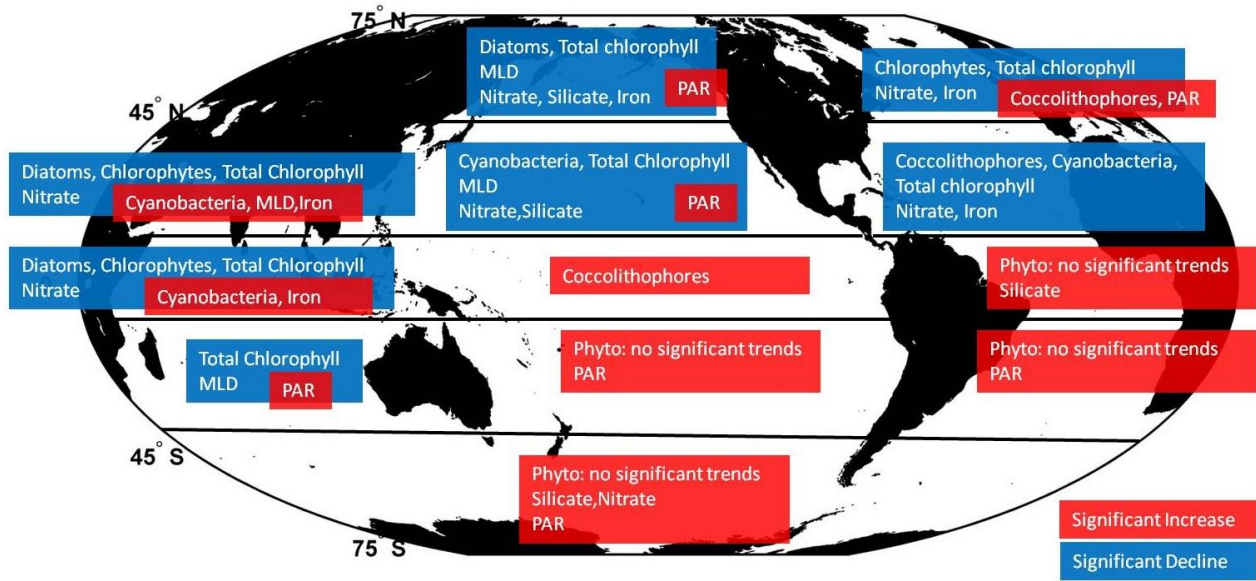 75° N
Diatoms, Total chlorophyll
MLD
Nitrate, Silicate, Iron
PAR
Chlorophytes, Total chlorophyll
Nitrate, Iron
Coccolithophores, PAR
45° N
Diatoms, Chlorophytes, Total Chlorophyll
Nitrate
Cyanobacteria, MLD,Iron
Cyanobacteria, Total Chlorophyll
MLD
Nitrate,Silicate
PAR
Coccolithophores, Cyanobacteria,
Total chlorophyll
Nitrate, Iron
Diatoms, Chlorophytes, Total Chlorophyll
Nitrate
Cyanobacteria, Iron
Coccolithophores
Phyto: no significant trends
Silicate
Total Chlorophyll
MLD
PAR
Phyto: no significant trends
PAR
Phyto: no significant trends
PAR
45° S
Phyto: no significant trends
Silicate,Nitrate
PAR
75° S
Significant Increase
Significant Decline